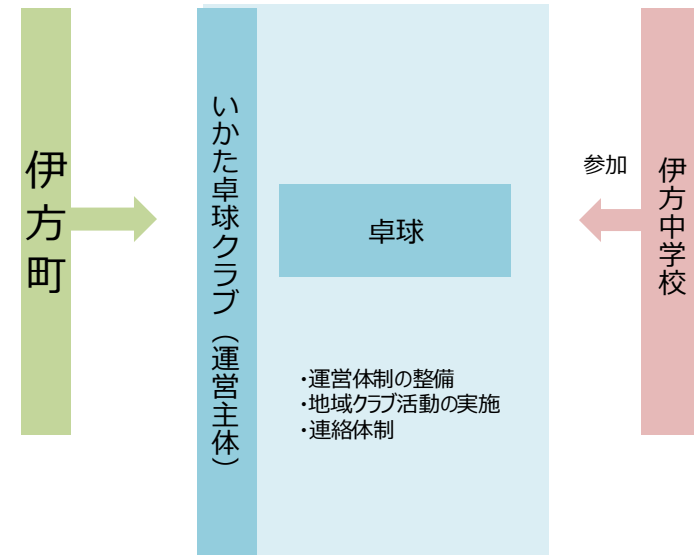 伊方町
いかた卓球クラブ（運営主体）
卓球
・運営体制の整備
・地域クラブ活動の実施
・連絡体制
参加
伊方中学校